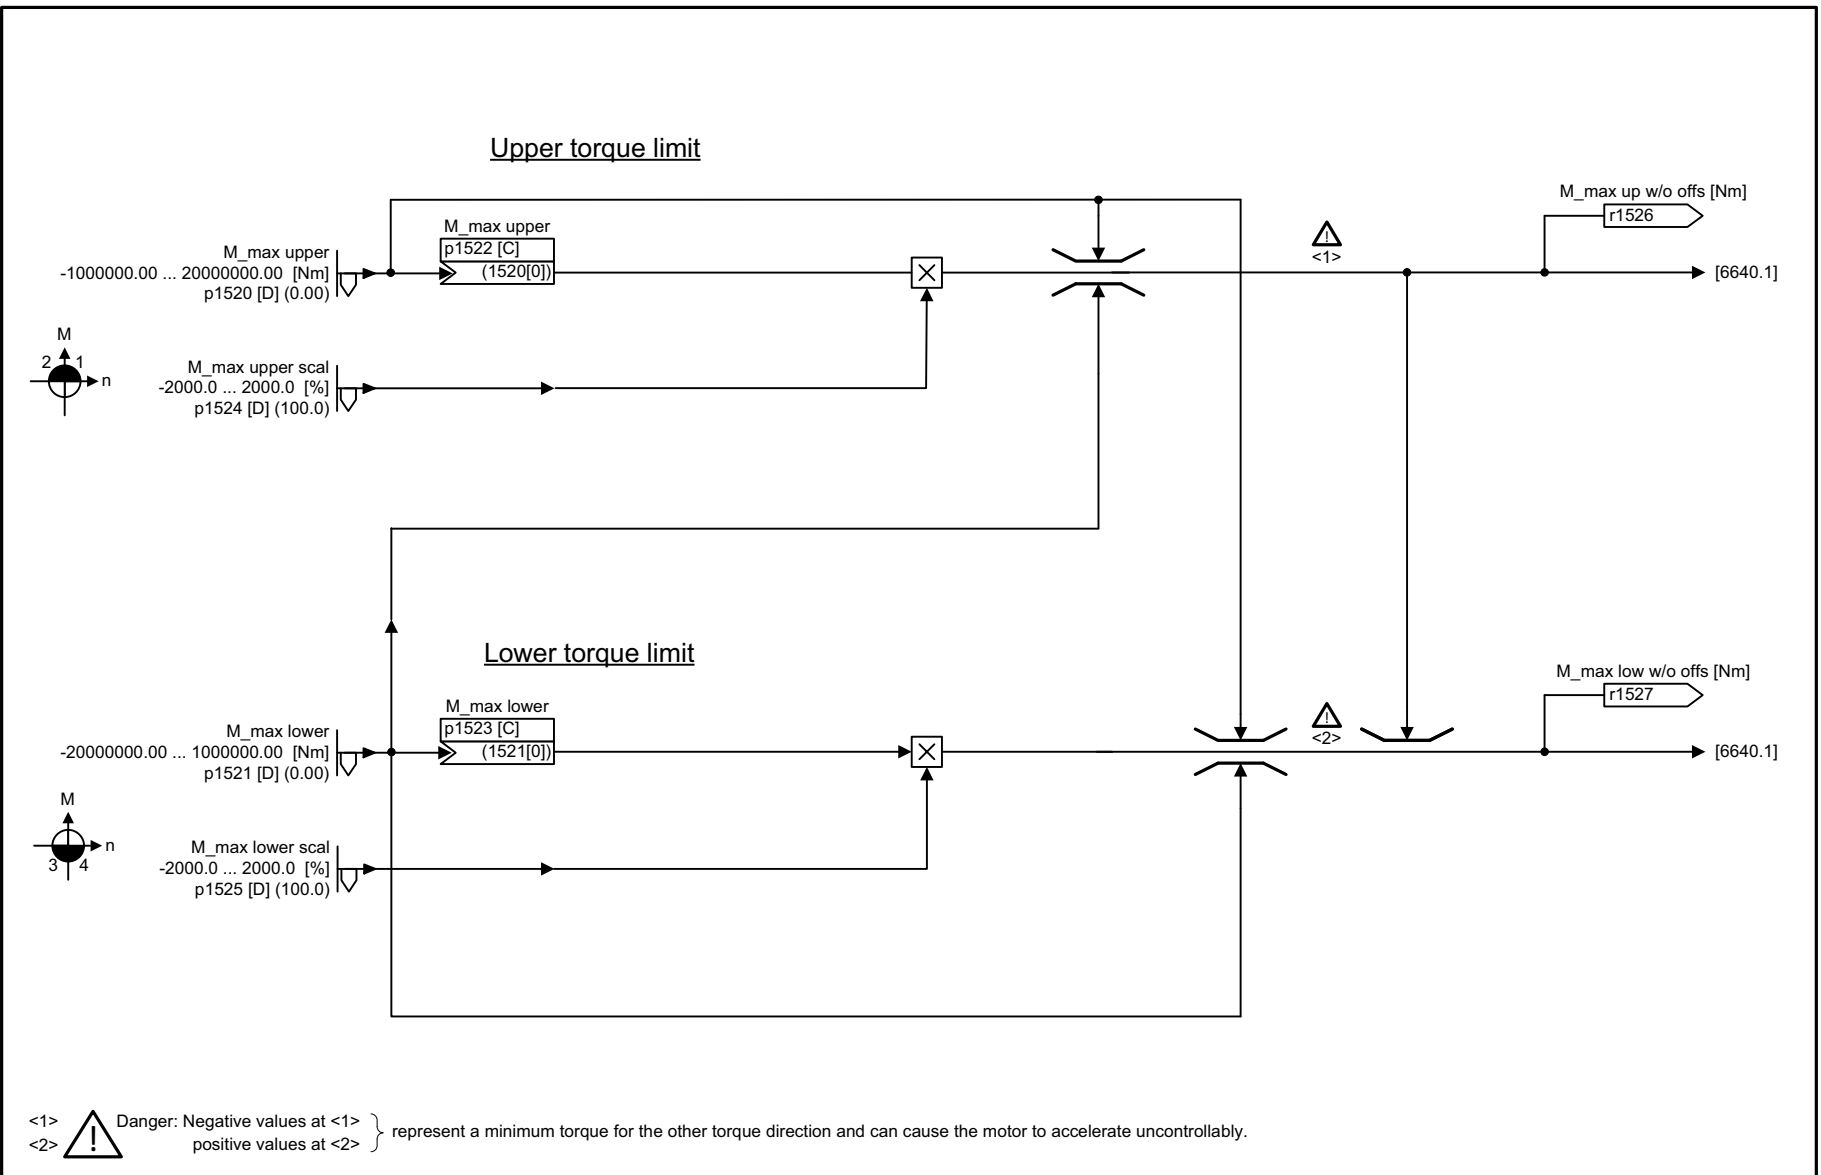 Upper torque limit
M_max up w/o offs [Nm]
r1526
M_max upper
p1522 [C]
(1520[0])
M_max upper
-1000000.00 ... 20000000.00 [Nm]
p1520 [D] (0.00)
<1>
[6640.1]
M
2 1
n
M_max upper scal
-2000.0 ... 2000.0 [%]
p1524 [D] (100.0)
Lower torque limit
M_max low w/o offs [Nm]
r1527
M_max lower
p1523 [C]
(1521[0])
M_max lower
-20000000.00 ... 1000000.00 [Nm]
p1521 [D] (0.00)
<2>
[6640.1]
M
n
3 4
M_max lower scal
-2000.0 ... 2000.0 [%]
p1525 [D] (100.0)
<1> Danger: Negative values at <1>
<2> positive values at <2>
represent a minimum torque for the other torque direction and can cause the motor to accelerate uncontrollably.